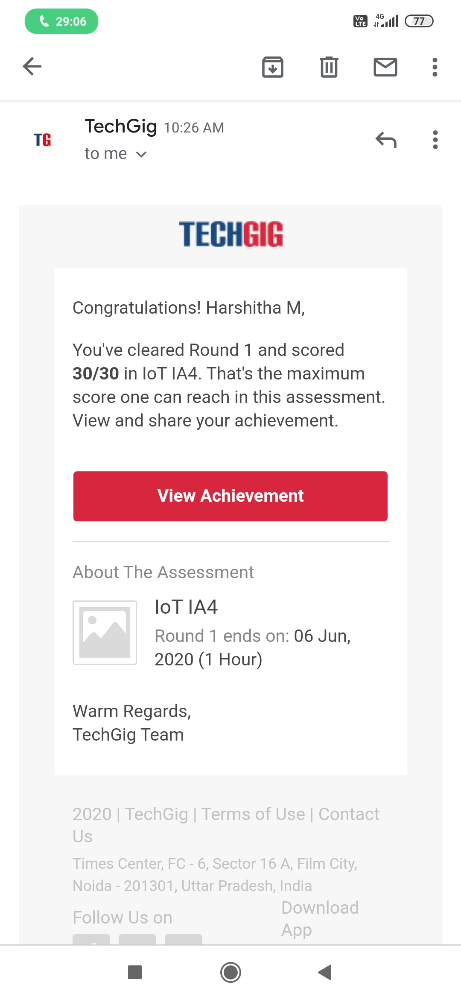 29:06
Vo LTE 4G 77
TechGig 10:26 AM
TG
to me
TECHGIG
Congratulations! Harshitha M,
You've cleared Round 1 and scored
30/30 in IoT IA4. That's the maximum
score one can reach in this assessment.
View and share your achievement.
View Achievement
About The Assessment
IoT IA4
Round 1 ends on: 06 Jun,
2020 (1 Hour)
Warm Regards,
TechGig Team
2020 | TechGig | Terms of Use | Contact
Us
Times Center, FC - 6, Sector 16 A, Film City,
Noida - 201301, Uttar Pradesh, India
Follow Us on
Download
App